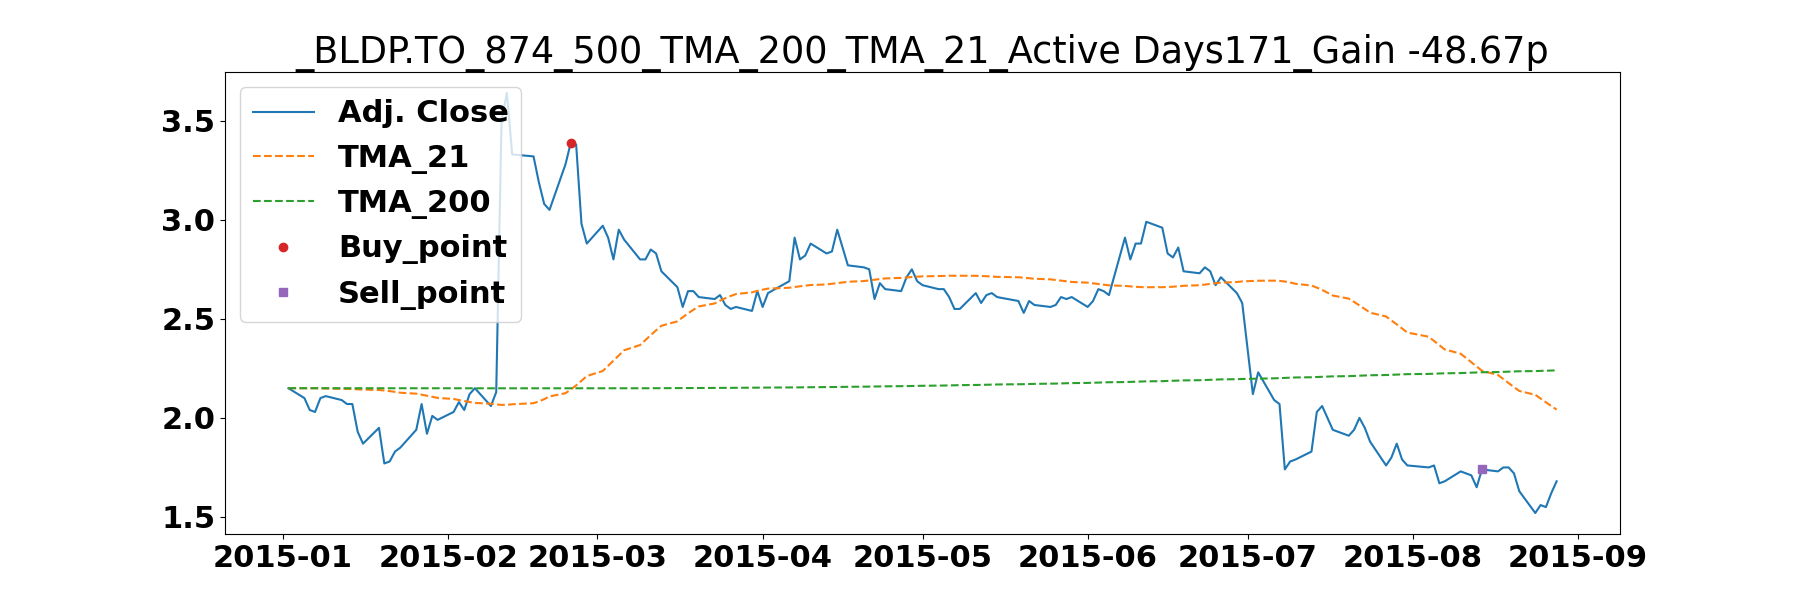 _BLDP.TO_874_500_TMA_200_TMA_21_Active Days171_Gain -48.67p
Adj. Close
TMA_21
TMA_200
Buy_point
Sell_point
3.5
3.0
2.5
2.0
1.5
2015-01 2015-02 2015-03 2015-04 2015-05 2015-06 2015-07 2015-08 2015-09